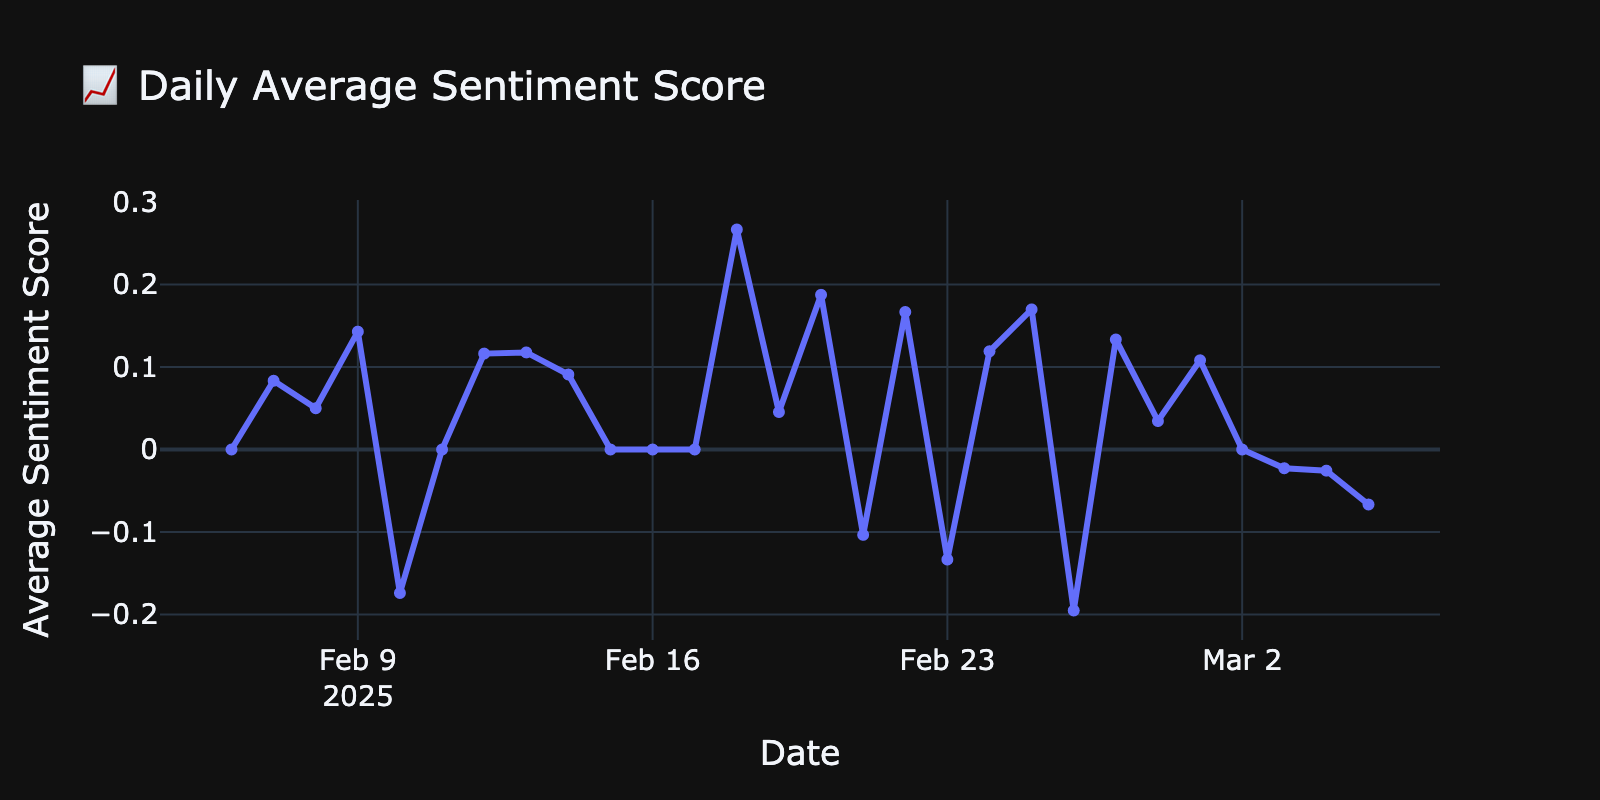 📈 Daily Average Sentiment Score
Average Sentiment Score
0.3
0.2
0.1
0
−0.1
−0.2
Feb 9
2025
Feb 16
Feb 23
Mar 2
Date